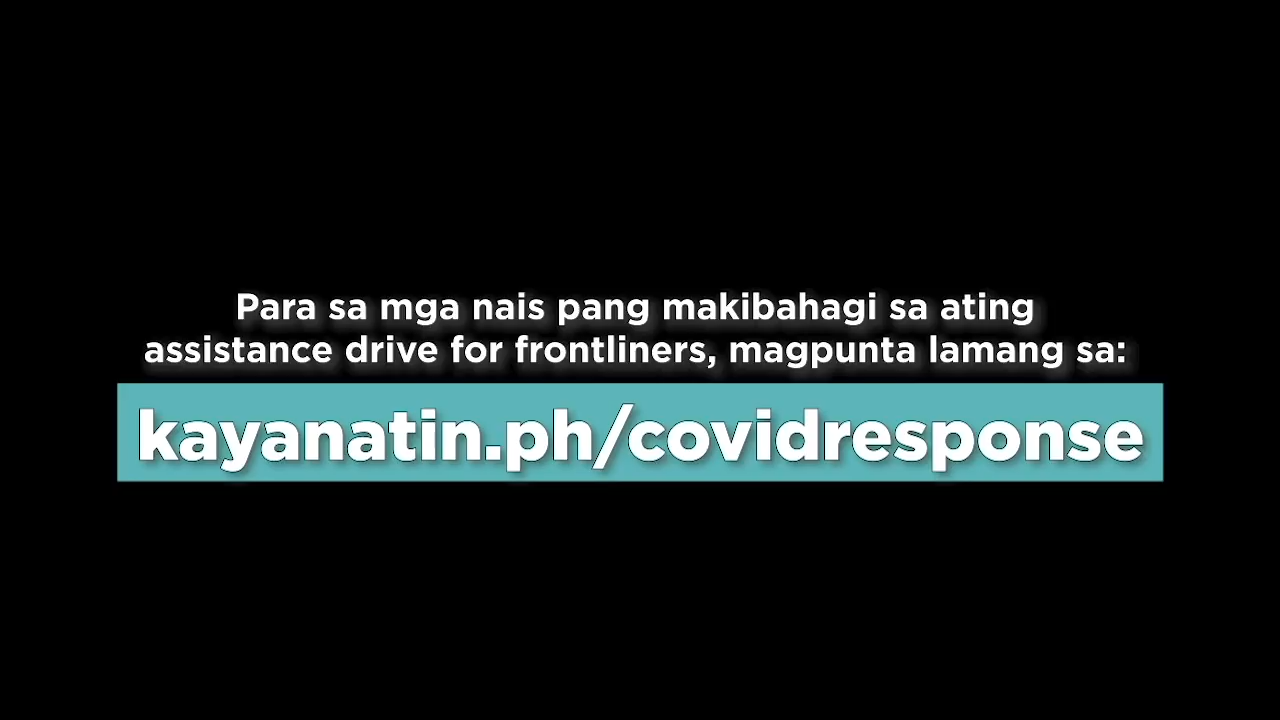 Para sa mga nais pang makibahagi sa ating
assistance drive for frontliners, magpunta lamang sa:
kayanatin.ph/covidresponse